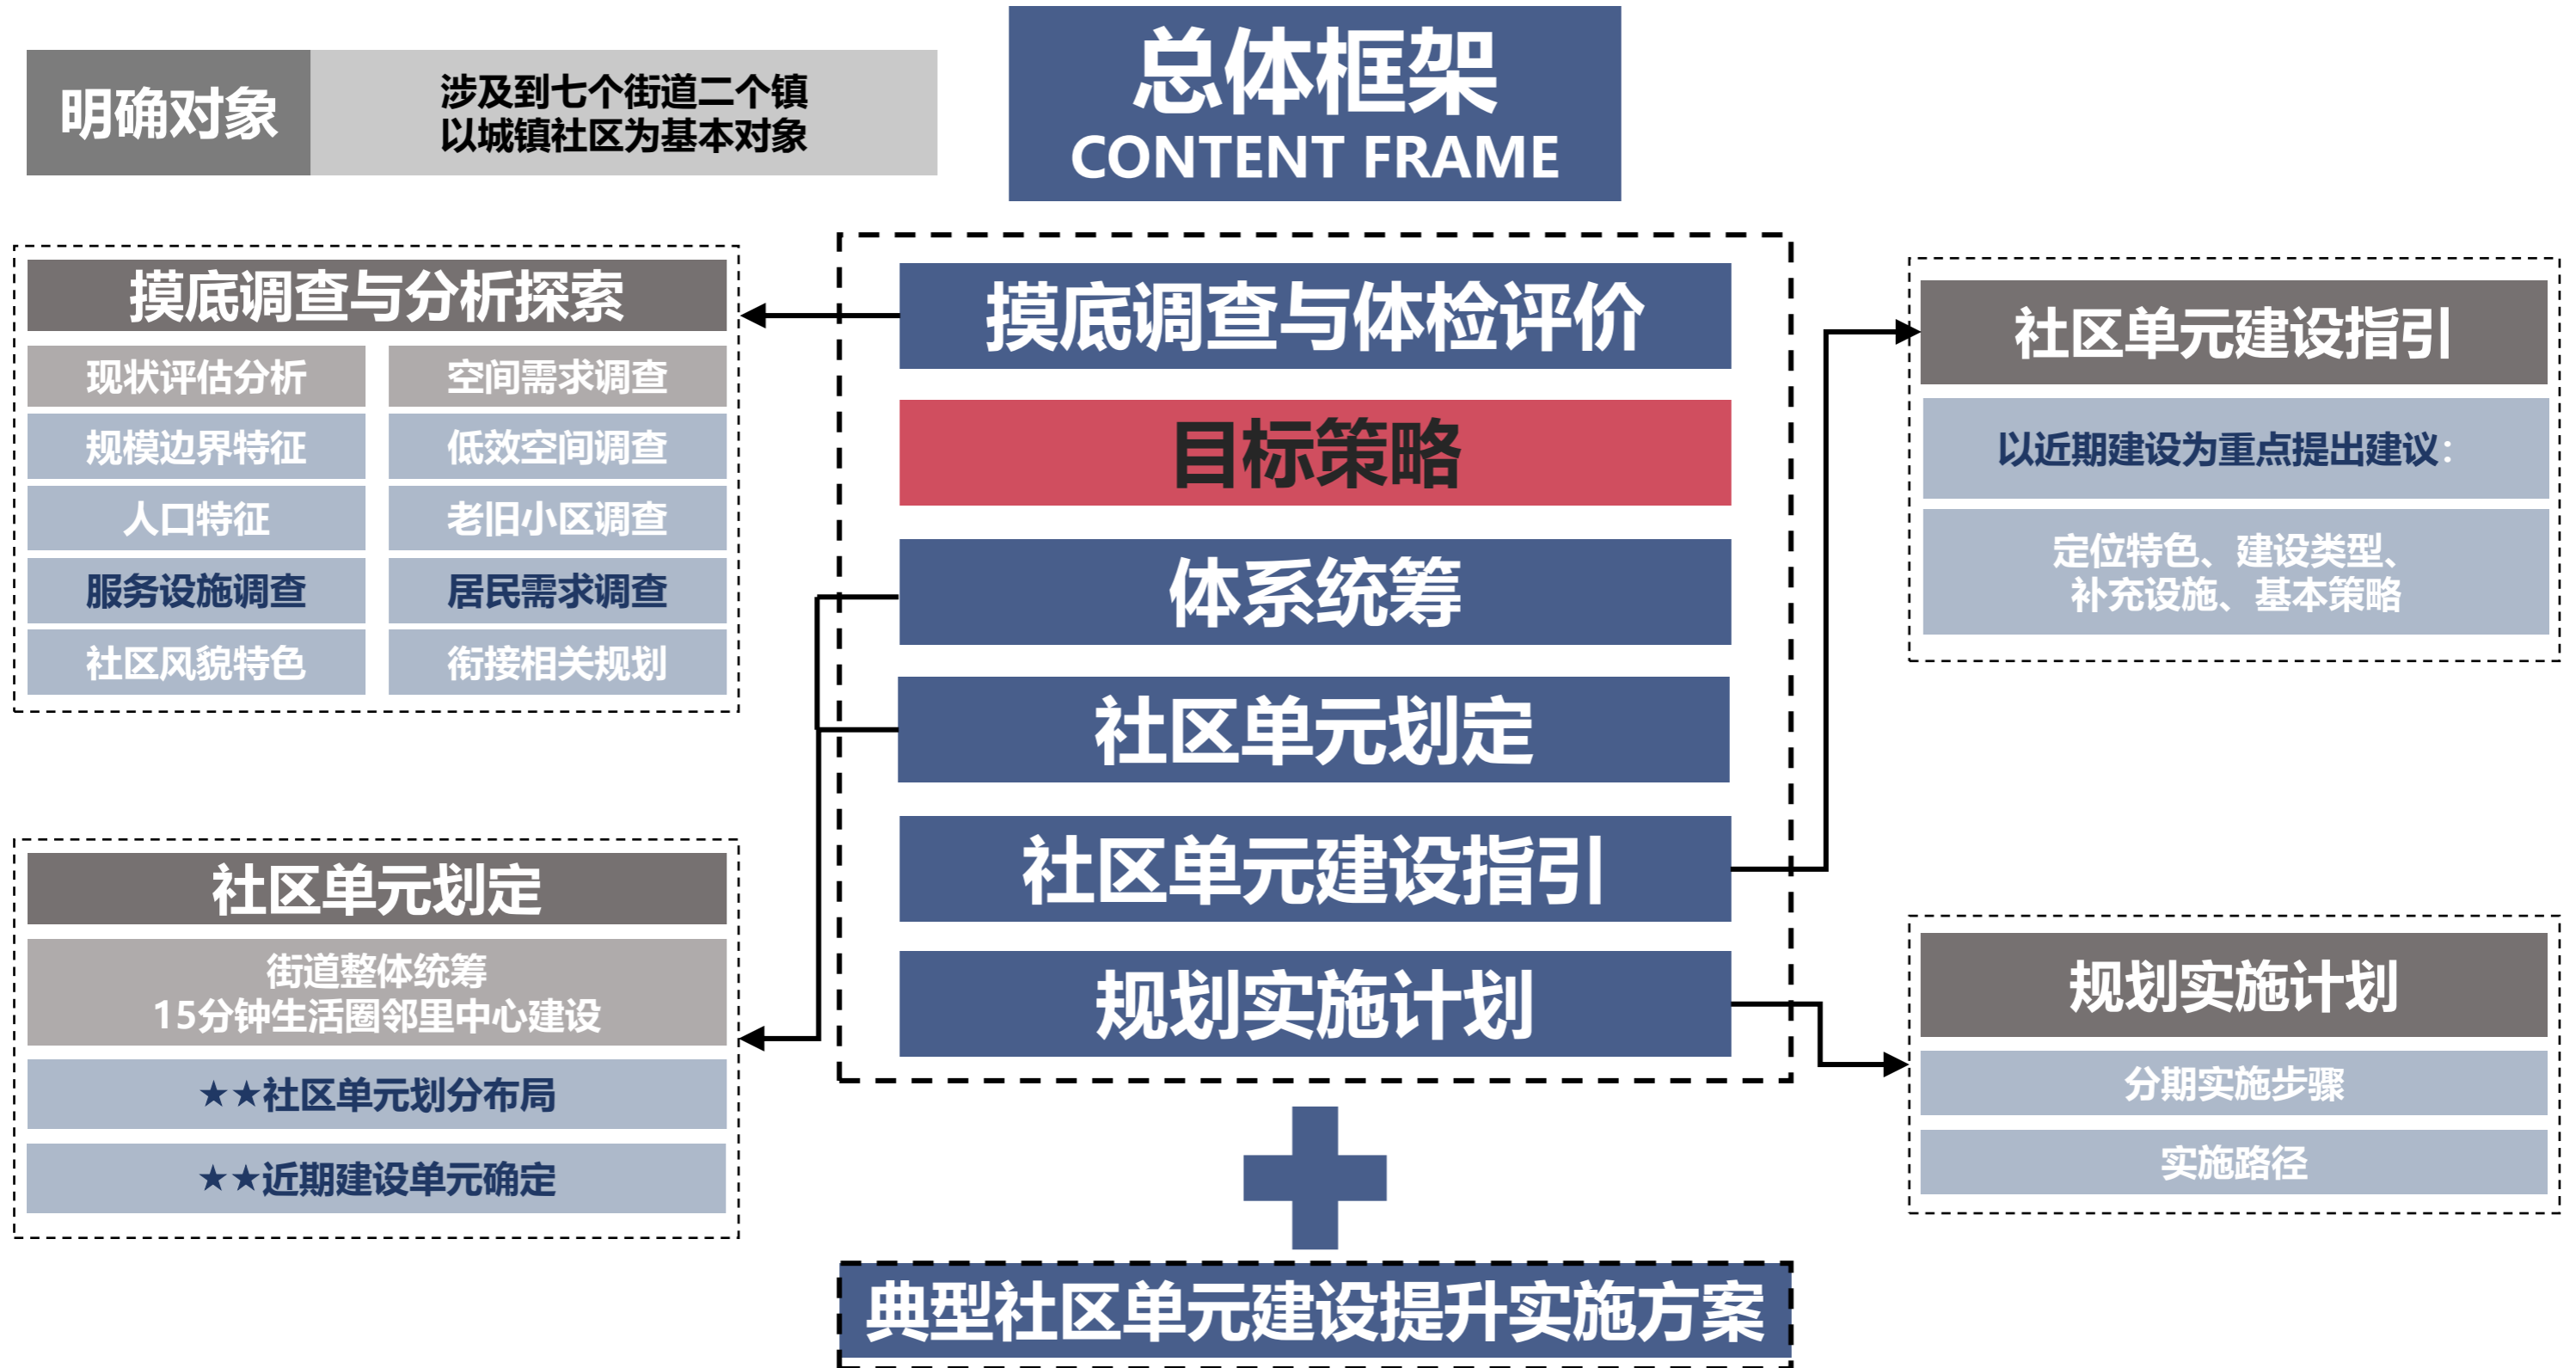 总体框架
CONTENT FRAME
明确对象
涉及到七个街道二个镇
以城镇社区为基本对象
摸底调查与分析探索
现状评估分析
空间需求调查
规模边界特征
低效空间调查
人口特征
老旧小区调查
服务设施调查
居民需求调查
社区风貌特色
衔接相关规划
社区单元划定
街道整体统筹
15分钟生活圈邻里中心建设
★★社区单元划分布局
★★近期建设单元确定
摸底调查与体检评价
目标策略
体系统筹
社区单元划定
社区单元建设指引
规划实施计划
典型社区单元建设提升实施方案
社区单元建设指引
以近期建设为重点提出建议：
定位特色、建设类型、
补充设施、基本策略
规划实施计划
分期实施步骤
实施路径